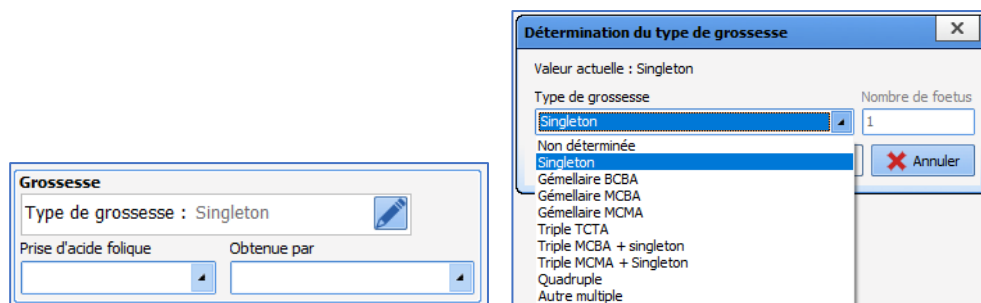 Grossesse
Type de grossesse : Singleton
Prise d'acide folique Obtenue par
Détermination du type de grossesse
Valeur actuelle : Singleton
Type de grossesse Nombre de foetus
Singleton 1
Non déterminée
Singleton
Gémellaire BCBA
Gémellaire MCBA
Gémellaire MCMA
Triple TCTA
Triple MCBA + singleton
Triple MCMA + Singleton
Quadruple
Autre multiple
Annuler